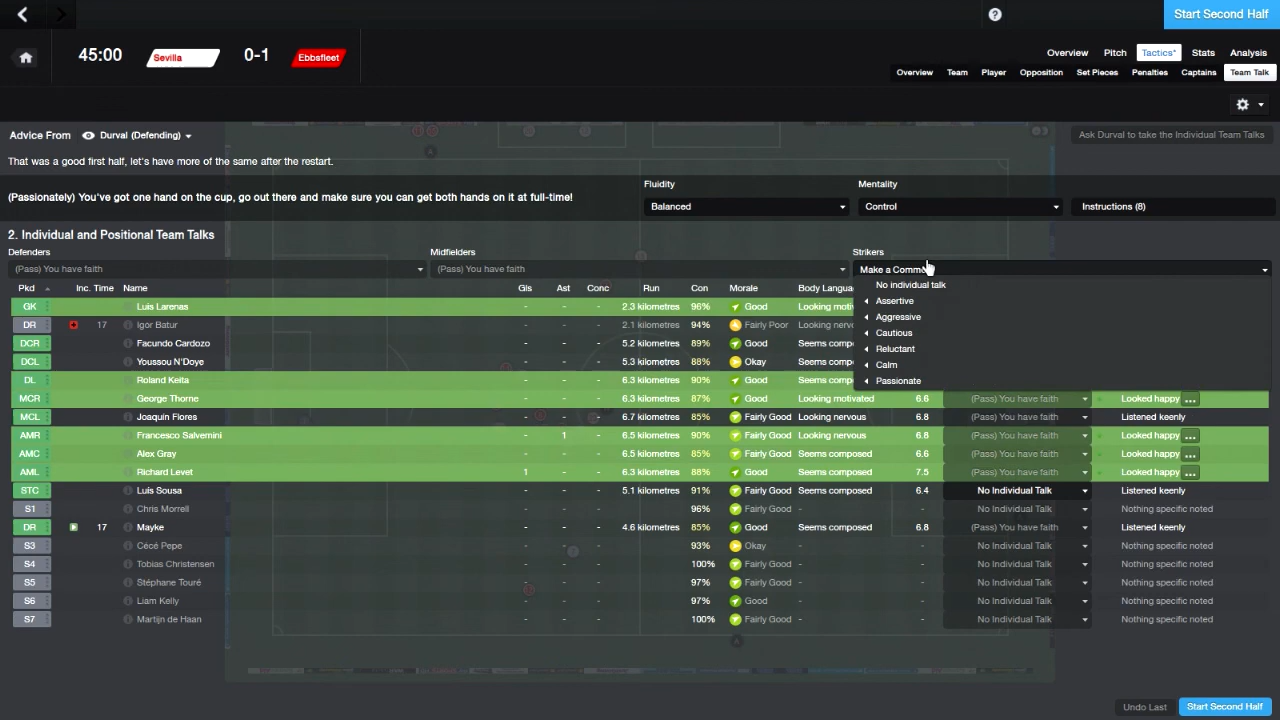 Start Second Half
45:00 Sevilla 0-1 Ebbsfleet
Overview Pitch Tactics* Stats Analysis
Overview Team Player Opposition Set Pieces Penalties Captains Team Talk
Advice From Durval (Defending) Ask Durval to take the Individual Team Talks
That was a good first half, let's have more of the same after the restart.
Fluidity Mentality
(Passionately) You've got one hand on the cup, go out there and make sure you can get both hands on it at full-time!
Balanced Control Instructions (8)
2. Individual and Positional Team Talks
Defenders Midfielders Strikers
(Pass) You have faith (Pass) You have faith Make a Comme
No individual talk
Assertive
Aggressive
Cautious
Reluctant
Calm
Passionate
Pkd Inc. Time Name Gls Ast Conc Run Con Morale Body Langua
GK Luis Larenas - - - 2.3 kilometres 96% Good Looking moti
DR 17 Igor Batur - - - 2.1 kilometres 94% Fairly Poor Looking nerv
DCR Facundo Cardozo - - - 5.2 kilometres 89% Good Seems compo
DCL Youssou N'Doye - - - 5.3 kilometres 88% Okay Seems compo
DL Roland Keita - - - 6.3 kilometres 90% Good Seems compo
MCR George Thorne - - - 6.3 kilometres 87% Good Looking motivated 6.6 (Pass) You have faith Looked happy ...
MCL Joaquín Flores - - - 6.7 kilometres 85% Fairly Good Looking nervous 6.8 (Pass) You have faith Listened keenly
AMR Francesco Salvemini - 1 - 6.5 kilometres 90% Fairly Good Looking nervous 6.8 (Pass) You have faith Looked happy ...
AMC Alex Gray - - - 6.5 kilometres 85% Fairly Good Seems composed 6.6 (Pass) You have faith Looked happy ...
AML Richard Levet 1 - - 6.3 kilometres 88% Good Seems composed 7.5 (Pass) You have faith Looked happy ...
STC Luís Sousa - - - 5.1 kilometres 91% Fairly Good Seems composed 6.4 No Individual Talk Listened keenly
S1 Chris Morrell - - - 96% Fairly Good - - Nothing specific noted
DR 17 Mayke - - - 4.6 kilometres 85% Good Seems composed 6.8 (Pass) You have faith Listened keenly
S3 Cécé Pepe - - - 93% Okay - - No Individual Talk Nothing specific noted
S4 Tobias Christensen - - - 100% Fairly Good - - No Individual Talk Nothing specific noted
S5 Stéphane Touré - - - 97% Fairly Good - - No Individual Talk Nothing specific noted
S6 Liam Kelly - - - 97% Good - - No Individual Talk Nothing specific noted
S7 Martijn de Haan - - - 100% Fairly Good - - No Individual Talk Nothing specific noted
Undo Last Start Second Half